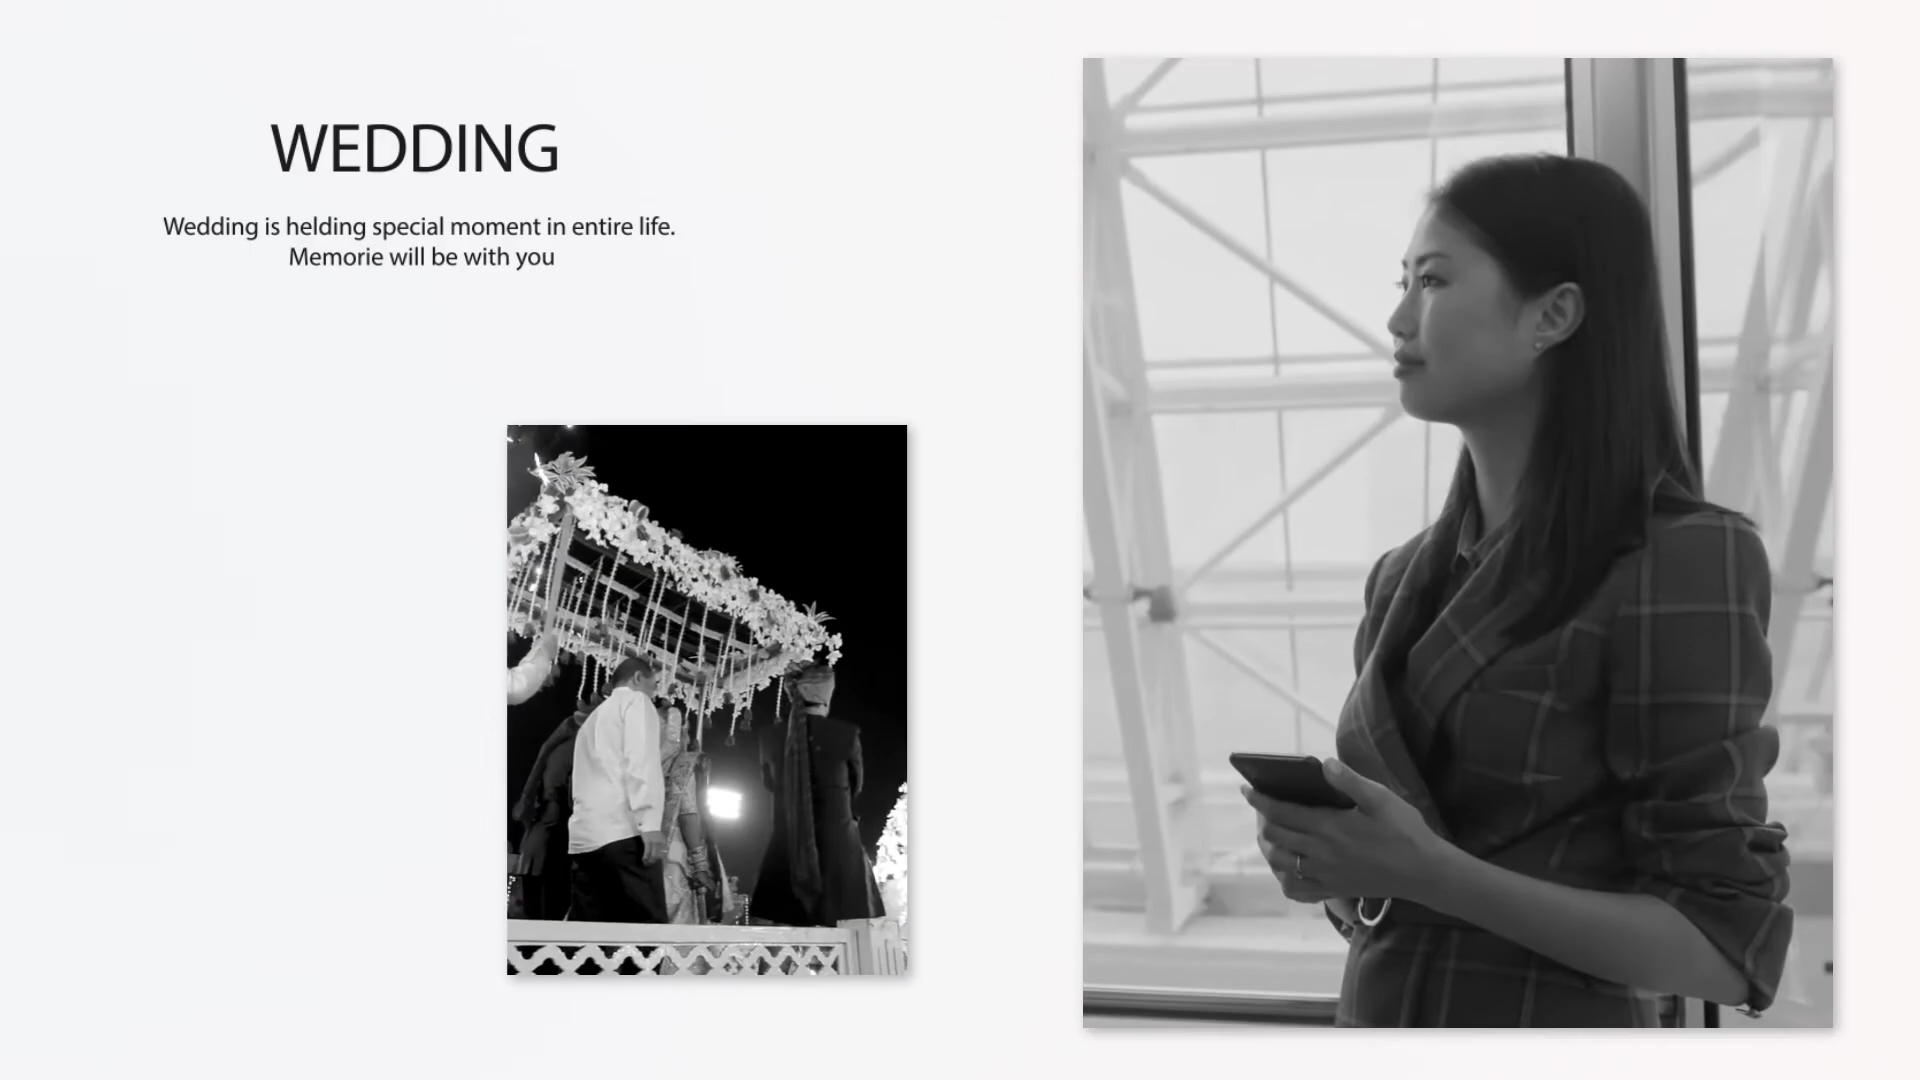 WEDDING
Wedding is helding special moment in entire life.
Memorie will be with you